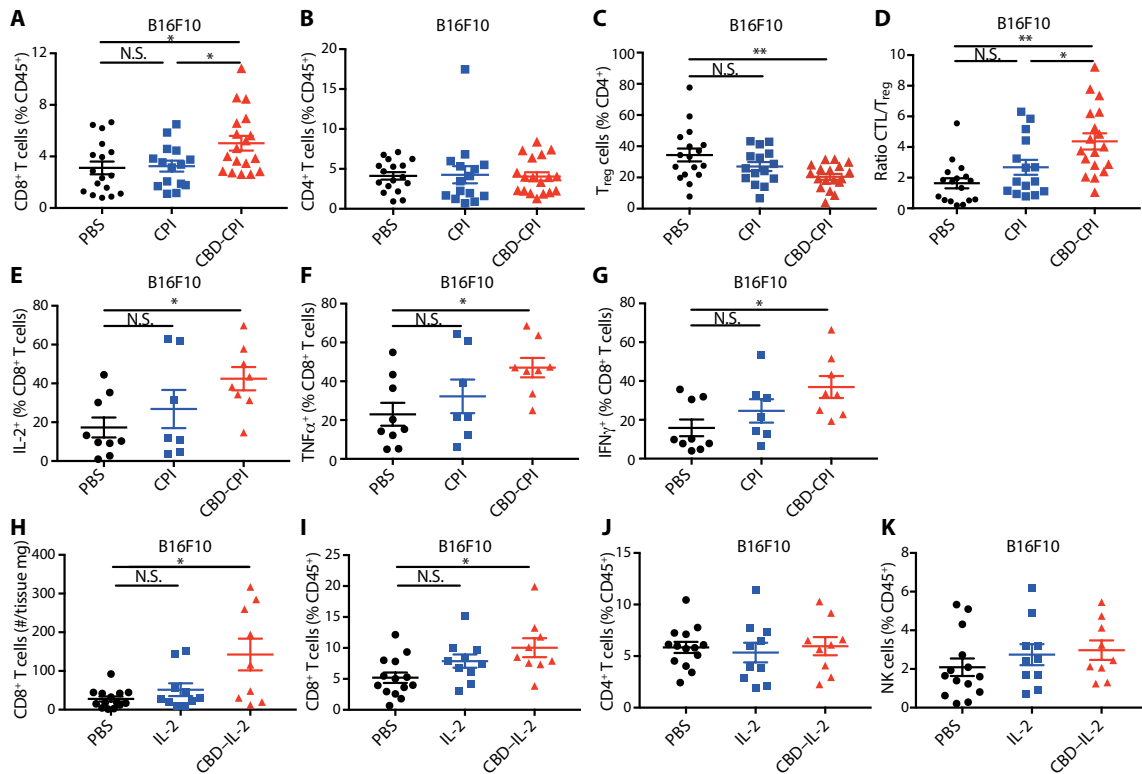 A
B16F10
CD8⁺ T cells (% CD45⁺)
12
8
4
0
*
N.S.
*
PBS
CPI
CBD-CPI
B
B16F10
CD4⁺ T cells (% CD45⁺)
20
15
10
5
0
PBS
CPI
CBD-CPI
C
B16F10
Treg cells (% CD4⁺)
100
80
60
40
20
0
**
N.S.
PBS
CPI
CBD-CPI
D
B16F10
Ratio CTL/Treg
10
8
6
4
2
0
**
N.S.
*
PBS
CPI
CBD-CPI
E
B16F10
IL-2⁺ (% CD8⁺ T cells)
80
60
40
20
0
*
N.S.
PBS
CPI
CBD-CPI
F
B16F10
TNFα⁺ (% CD8⁺ T cells)
80
60
40
20
0
*
N.S.
PBS
CPI
CBD-CPI
G
B16F10
IFNγ⁺ (% CD8⁺ T cells)
80
60
40
20
0
*
N.S.
PBS
CPI
CBD-CPI
H
B16F10
CD8⁺ T cells (#/tissue mg)
400
300
200
100
0
*
N.S.
PBS
IL-2
CBD–IL-2
I
B16F10
CD8⁺ T cells (% CD45⁺)
25
20
15
10
5
0
*
N.S.
PBS
IL-2
CBD–IL-2
J
B16F10
CD4⁺ T cells (% CD45⁺)
15
10
5
0
PBS
IL-2
CBD–IL-2
K
B16F10
NK cells (% CD45⁺)
8
6
4
2
0
PBS
IL-2
CBD–IL-2